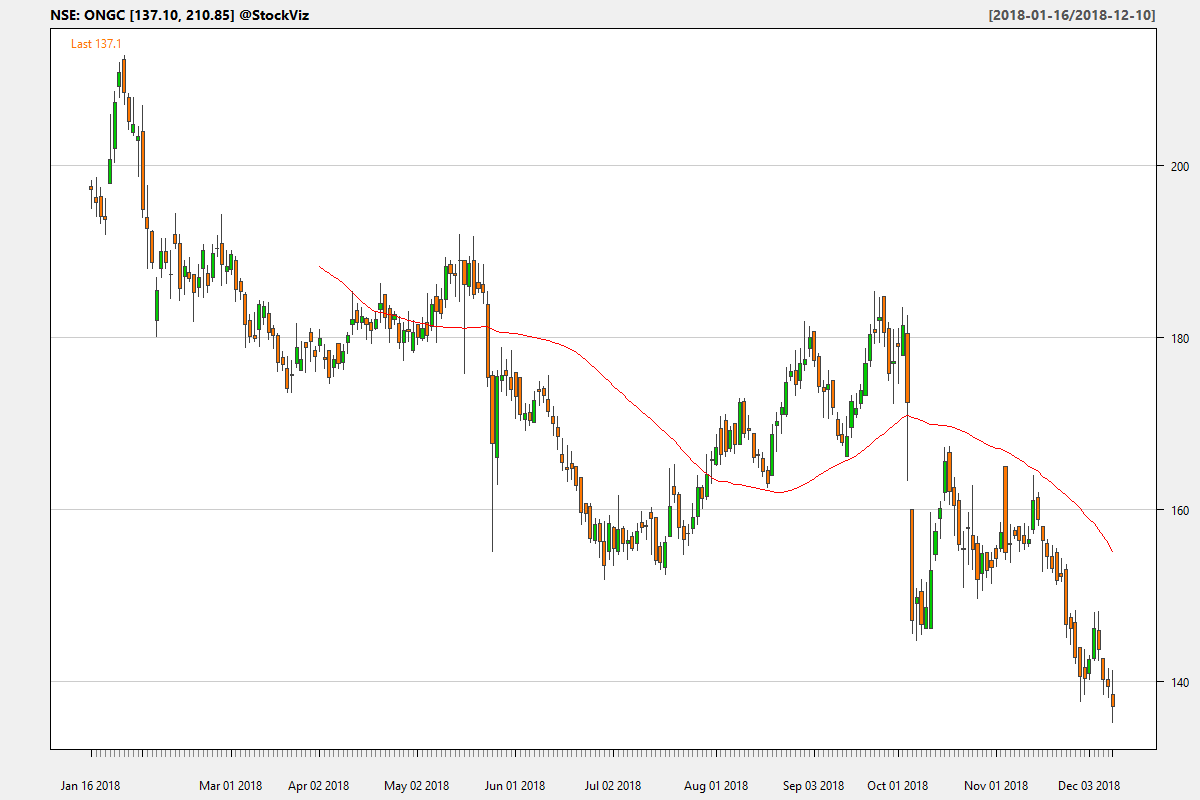 NSE: ONGC [137.10, 210.85] @StockViz [2018-01-16/2018-12-10]
Last 137.1
200
180
160
140
Jan 16 2018 Mar 01 2018 Apr 02 2018 May 02 2018 Jun 01 2018 Jul 02 2018 Aug 01 2018 Sep 03 2018 Oct 01 2018 Nov 01 2018 Dec 03 2018